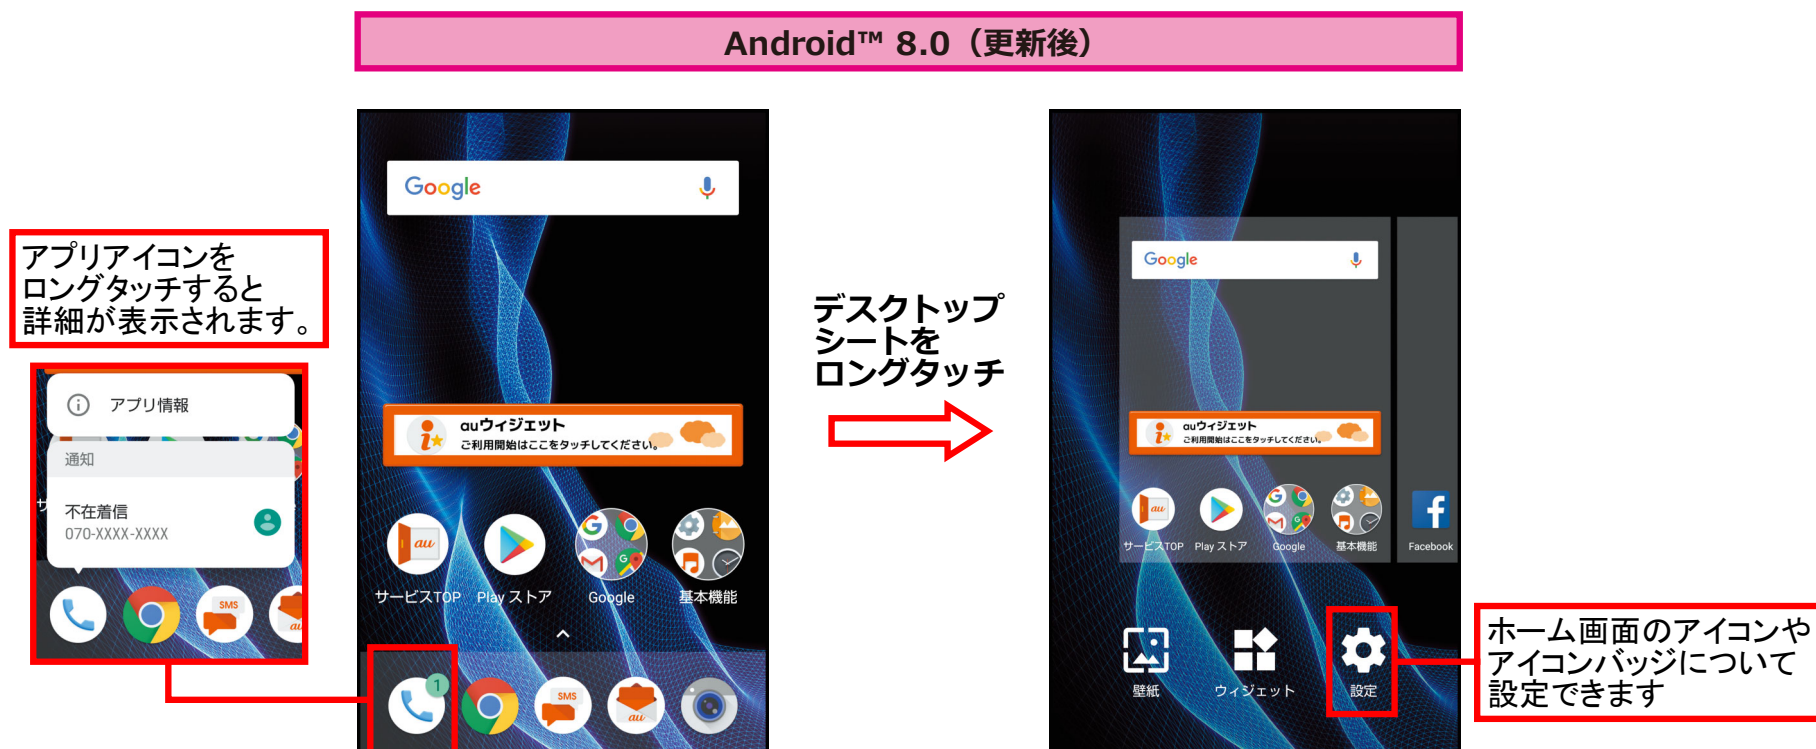 Android™ 8.0（更新後）
アプリアイコンを
ロングタッチすると
詳細が表示されます。
アプリ情報
通知
サ
不在着信
070-XXXX-XXXX
SMS
au
Google
auウィジェット
ご利用開始はここをタッチしてください。
au
サービスTOP
Play ストア
Google
基本機能
1
SMS
au
デスクトップ
シートを
ロングタッチ
Google
auウィジェット
ご利用開始はここをタッチしてください。
au
サービスTOP
Play ストア
Google
基本機能
Facebook
壁紙
ウィジェット
設定
ホーム画面のアイコンや
アイコンバッジについて
設定できます